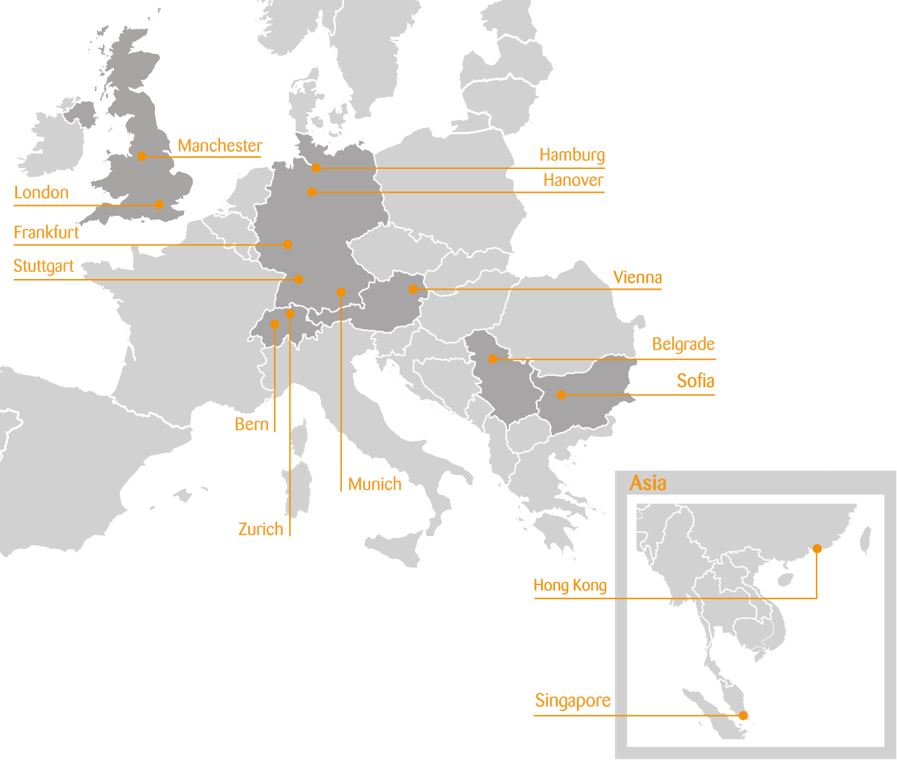 Manchester
Hamburg
Hanover
London
Frankfurt
Stuttgart
Vienna
Belgrade
Sofia
Bern
Munich
Zurich
Asia
Hong Kong
Singapore